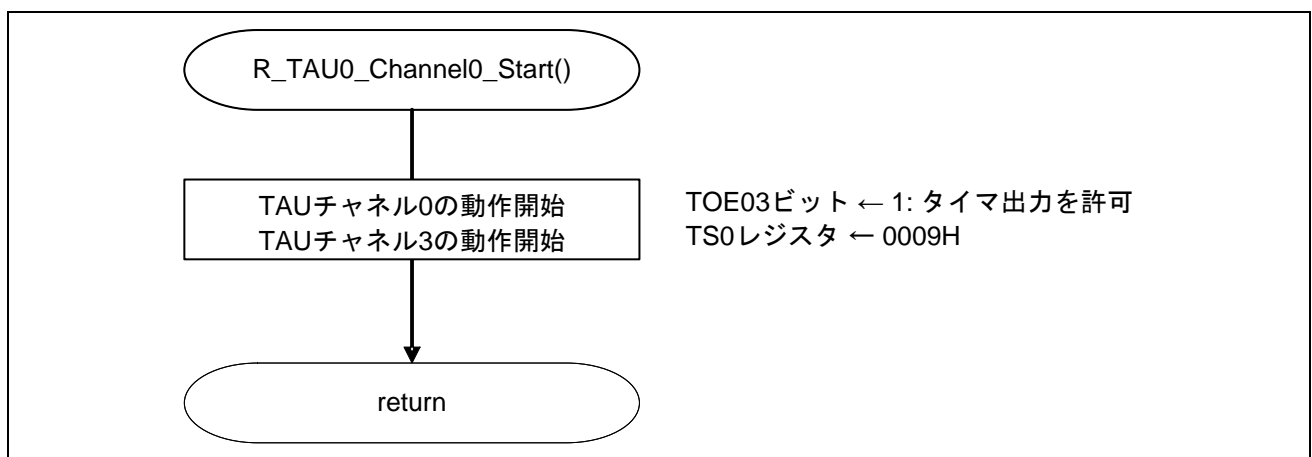 R_TAU0_Channel0_Start()
TAUチャネル0の動作開始
TAUチャネル3の動作開始
TOE03ビット ← 1: タイマ出力を許可
TS0レジスタ ← 0009H
return